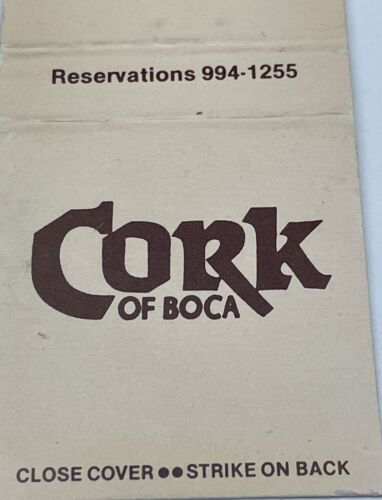 Reservations 994-1255
CORK
OF BOCA
CLOSE COVER ●● STRIKE ON BACK